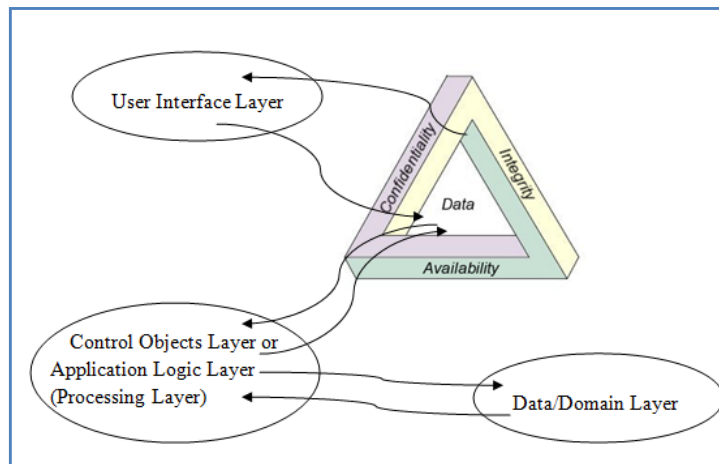 User Interface Layer
Confidentiality
Integrity
Data
Availability
Control Objects Layer or
Application Logic Layer
(Processing Layer)
Data/Domain Layer